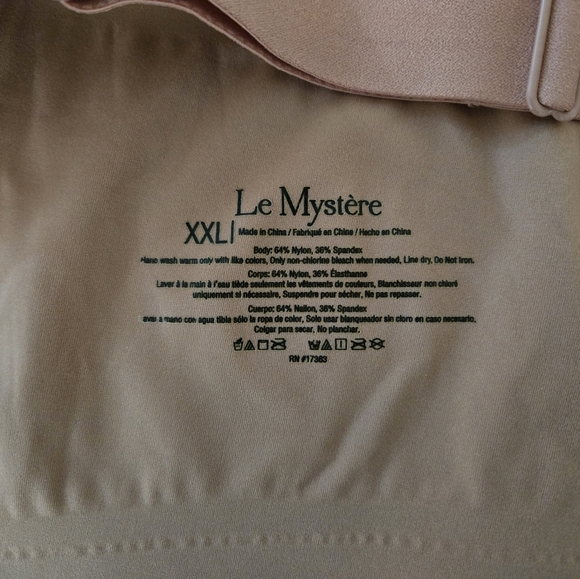 Le Mystère
XXL Made in China / Fabriqué en Chine / Hecho en China
Body: 64% Nylon, 36% Spandex
Hand wash warm only with like colors, Only non-chlorine bleach when needed, Line dry, Do Not Iron.
Corps: 64% Nylon, 36% Élasthanne
Laver à la main à l'eau tiède seulement les vêtements de couleurs, Blanchisseur non chloré
uniquement si nécessaire, Suspendre pour sécher, Ne pas repasser.
Cuerpo: 64% Nailon, 36% Spandex
Lavar a mano con agua tibia sólo la ropa de color, Solo usar blanqueador sin cloro en caso necesario,
Colgar para secar, No planchar.
RN #17383